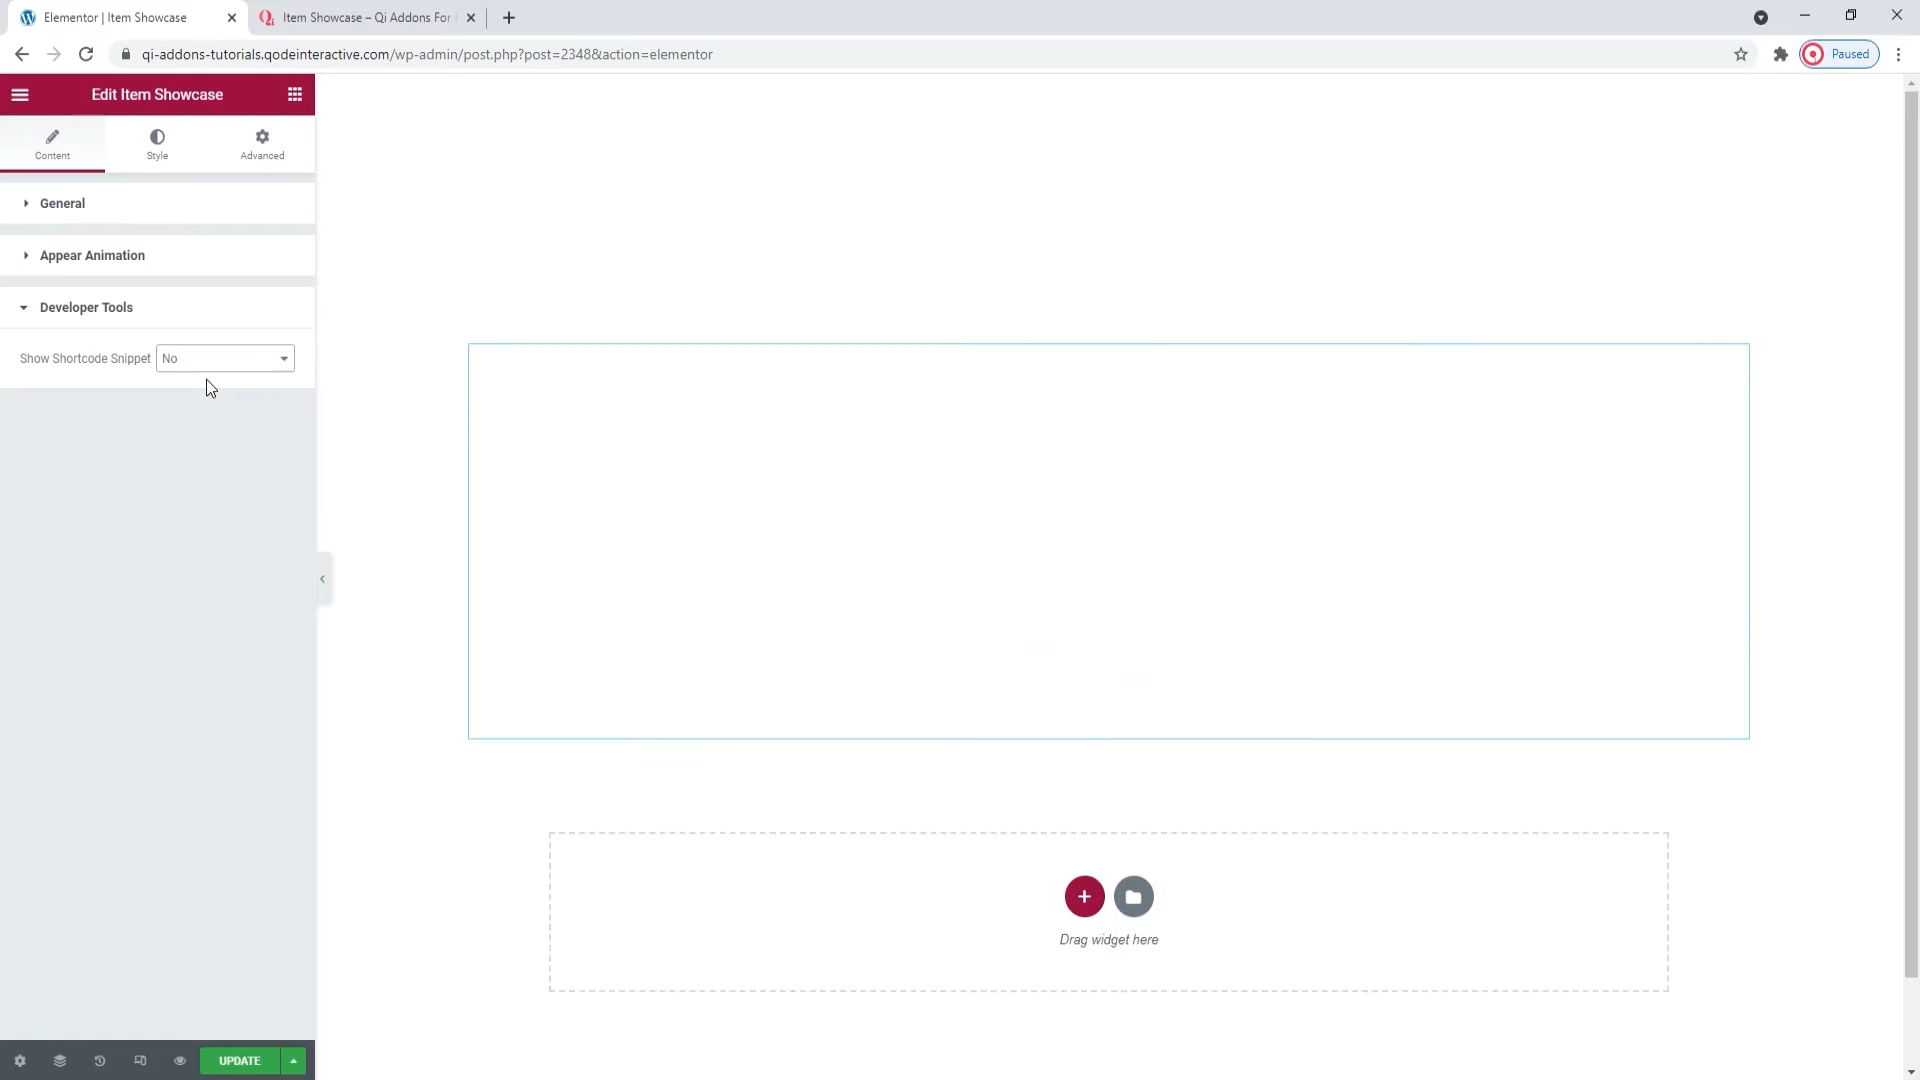 Elementor | Item Showcase
Item Showcase – Qi Addons For
qi-addons-tutorials.qodeinteractive.com/wp-admin/post.php?post=2348&action=elementor
Paused
Edit Item Showcase
Content
Style
Advanced
General
Appear Animation
Developer Tools
Show Shortcode Snippet
No
Drag widget here
UPDATE